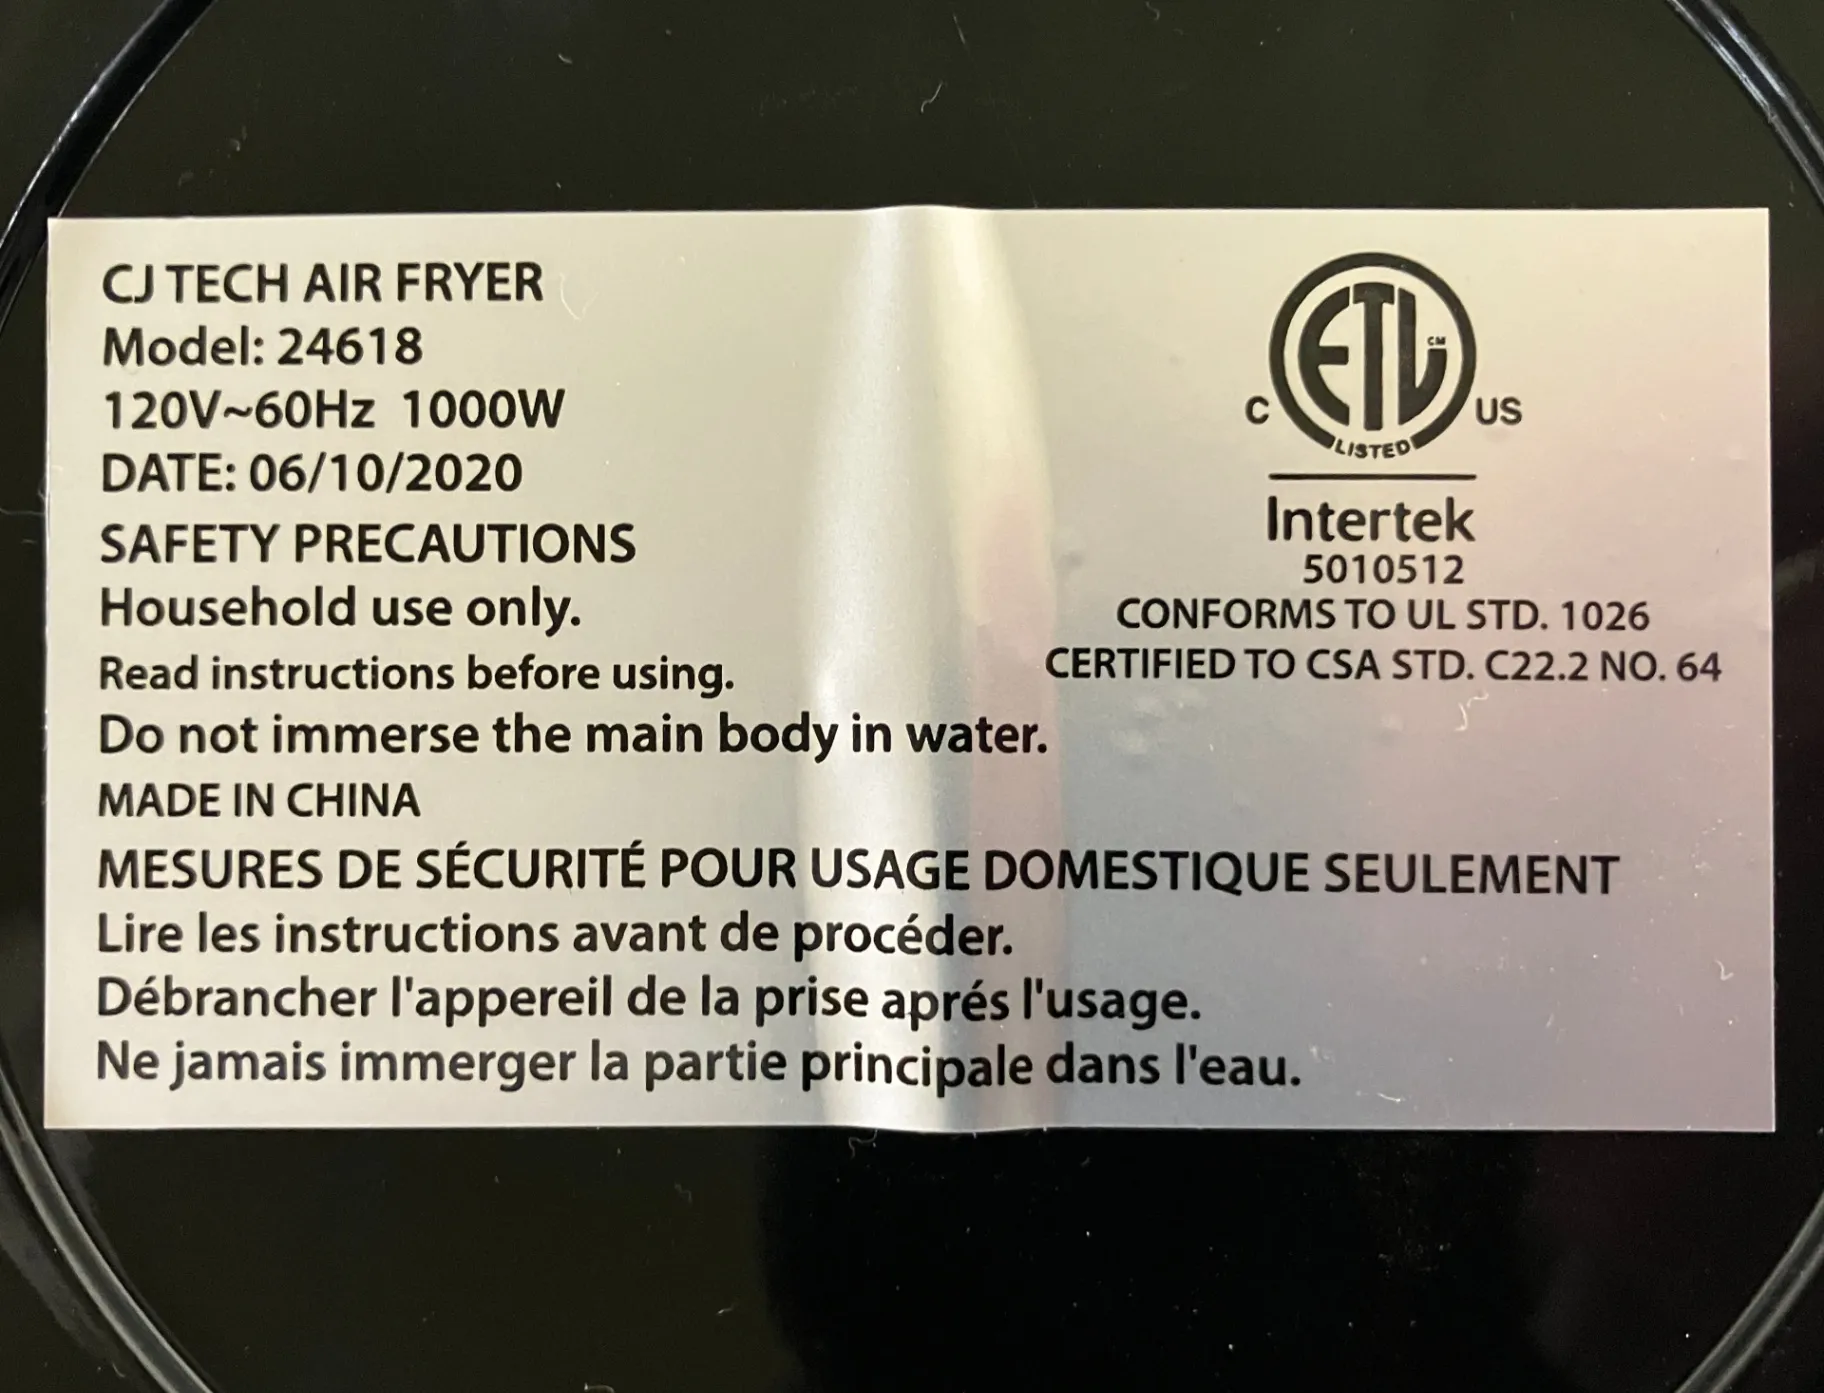 CJ TECH AIR FRYER
Model: 24618
120V~60Hz 1000W
DATE: 06/10/2020
SAFETY PRECAUTIONS
Household use only.
Read instructions before using.
Do not immerse the main body in water.
MADE IN CHINA
MESURES DE SÉCURITÉ POUR USAGE DOMESTIQUE SEULEMENT
Lire les instructions avant de procéder.
Débrancher l'appereil de la prise aprés l'usage.
Ne jamais immerger la partie principale dans l'eau.
ETL CM
C US
LISTED
Intertek
5010512
CONFORMS TO UL STD. 1026
CERTIFIED TO CSA STD. C22.2 NO. 64